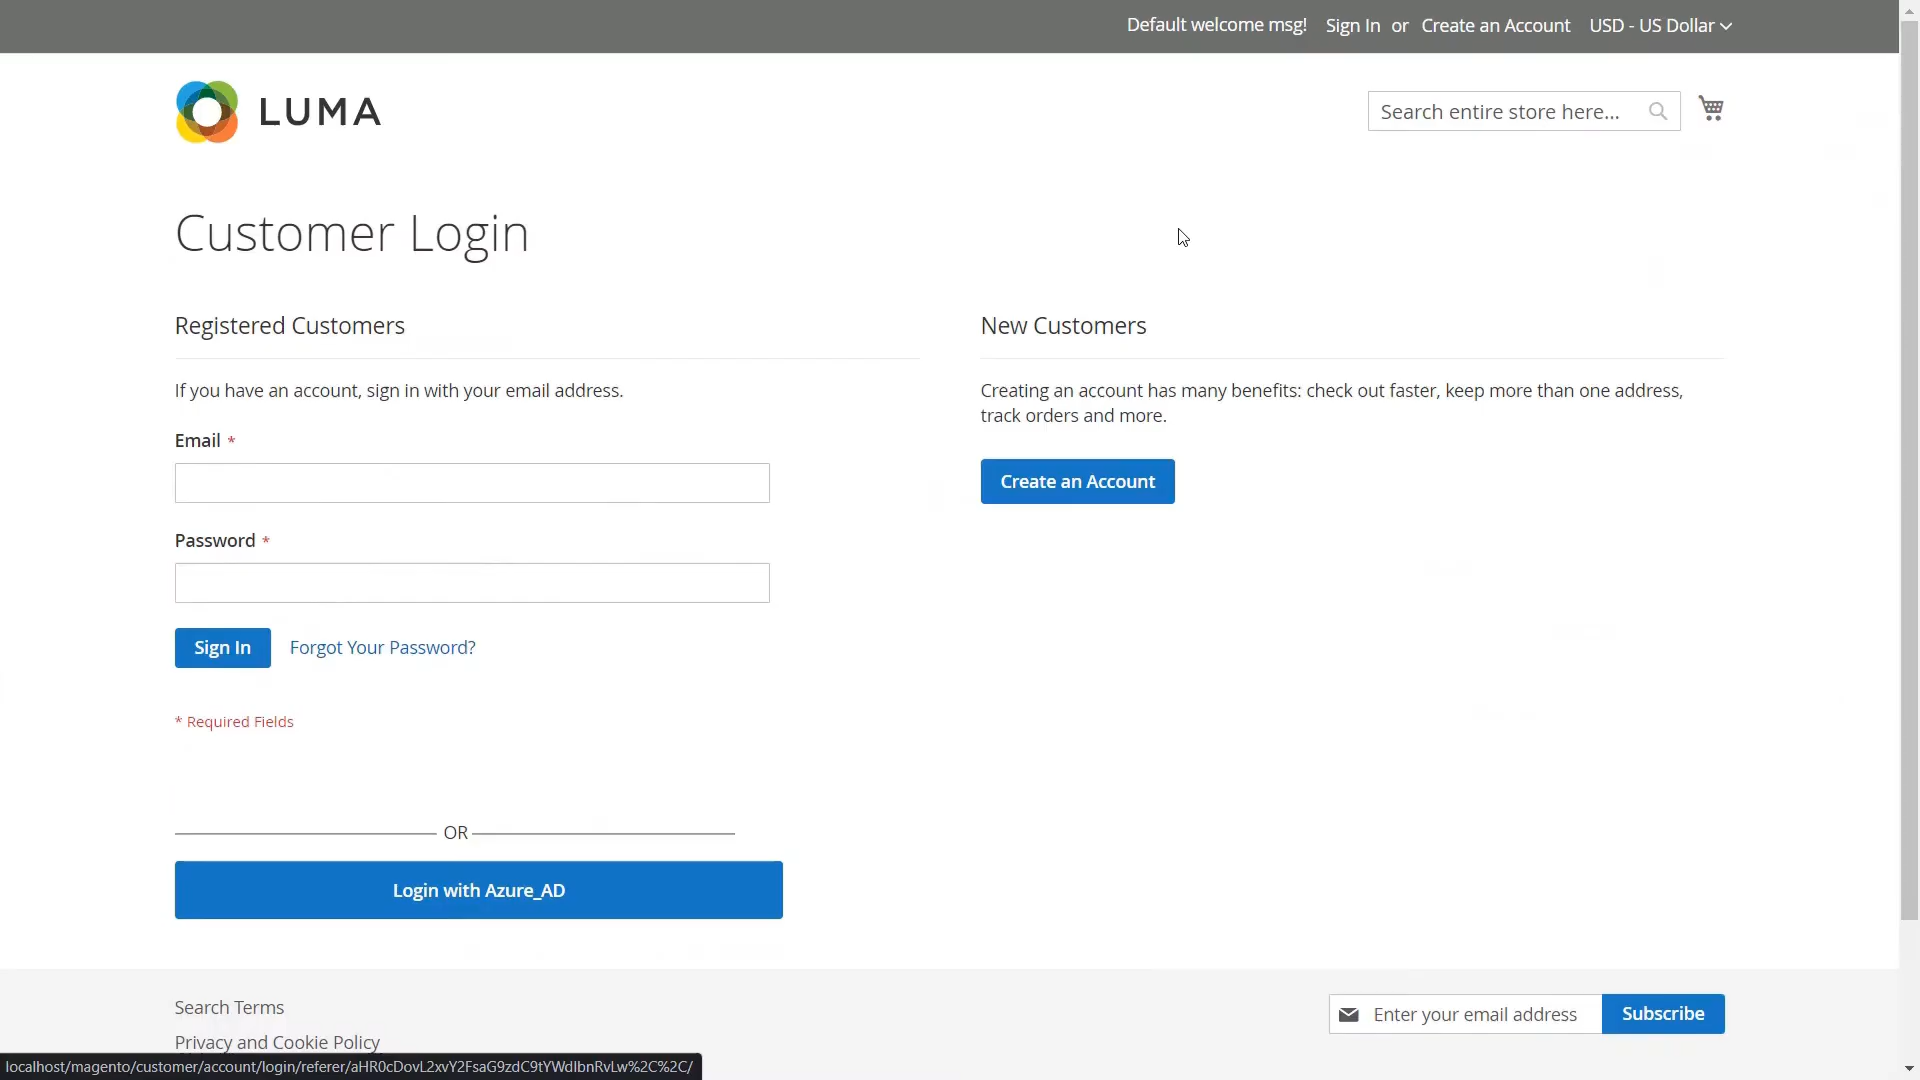 Default welcome msg! Sign In or Create an Account USD - US Dollar
LUMA
Search entire store here...
Customer Login
Registered Customers
If you have an account, sign in with your email address.
Email *
Password *
Sign In Forgot Your Password?
* Required Fields
OR
Login with Azure_AD
New Customers
Creating an account has many benefits: check out faster, keep more than one address,
track orders and more.
Create an Account
Search Terms
Privacy and Cookie Policy
Enter your email address Subscribe
localhost/magento/customer/account/login/referer/aHR0cDovL2xvY2FsaG9zdC9tYWdlbnRvLw%2C%2C/